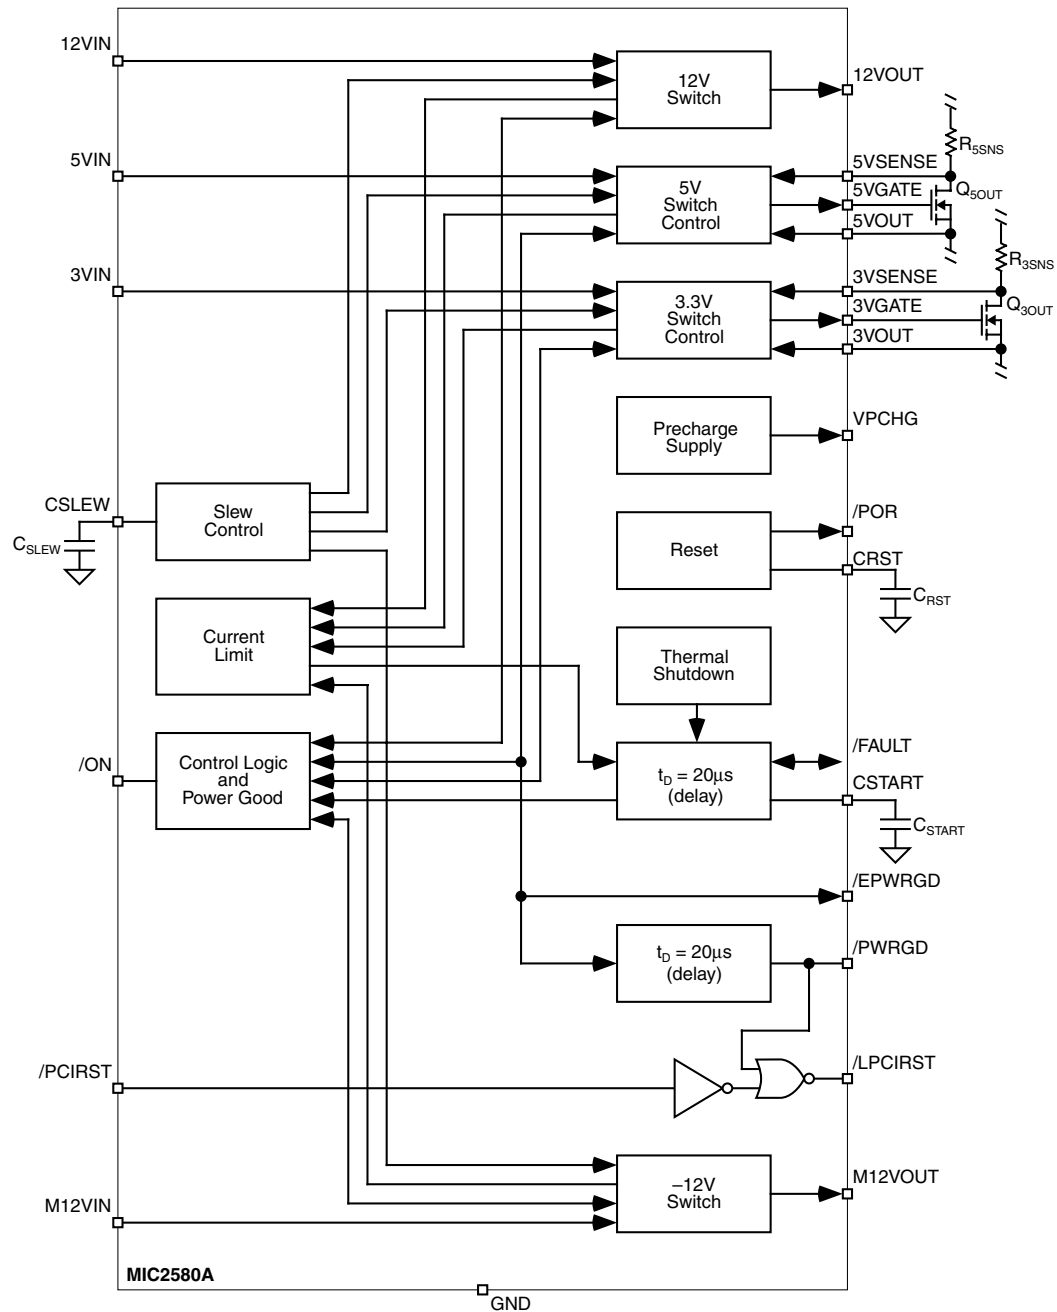 12VIN
12V
Switch
12VOUT
R5SNS
5VIN
5VSENSE
5V
Switch
Control
5VGATE
Q5OUT
5VOUT
R3SNS
3VIN
3VSENSE
3.3V
Switch
Control
3VGATE
Q3OUT
3VOUT
Precharge
Supply
VPCHG
CSLEW
CSLEW
Slew
Control
Reset
/POR
CRST
CRST
Current
Limit
Thermal
Shutdown
/ON
Control Logic
and
Power Good
tD = 20µs
(delay)
/FAULT
CSTART
CSTART
/EPWRGD
tD = 20µs
(delay)
/PWRGD
/PCIRST
/LPCIRST
M12VIN
–12V
Switch
M12VOUT
MIC2580A
GND